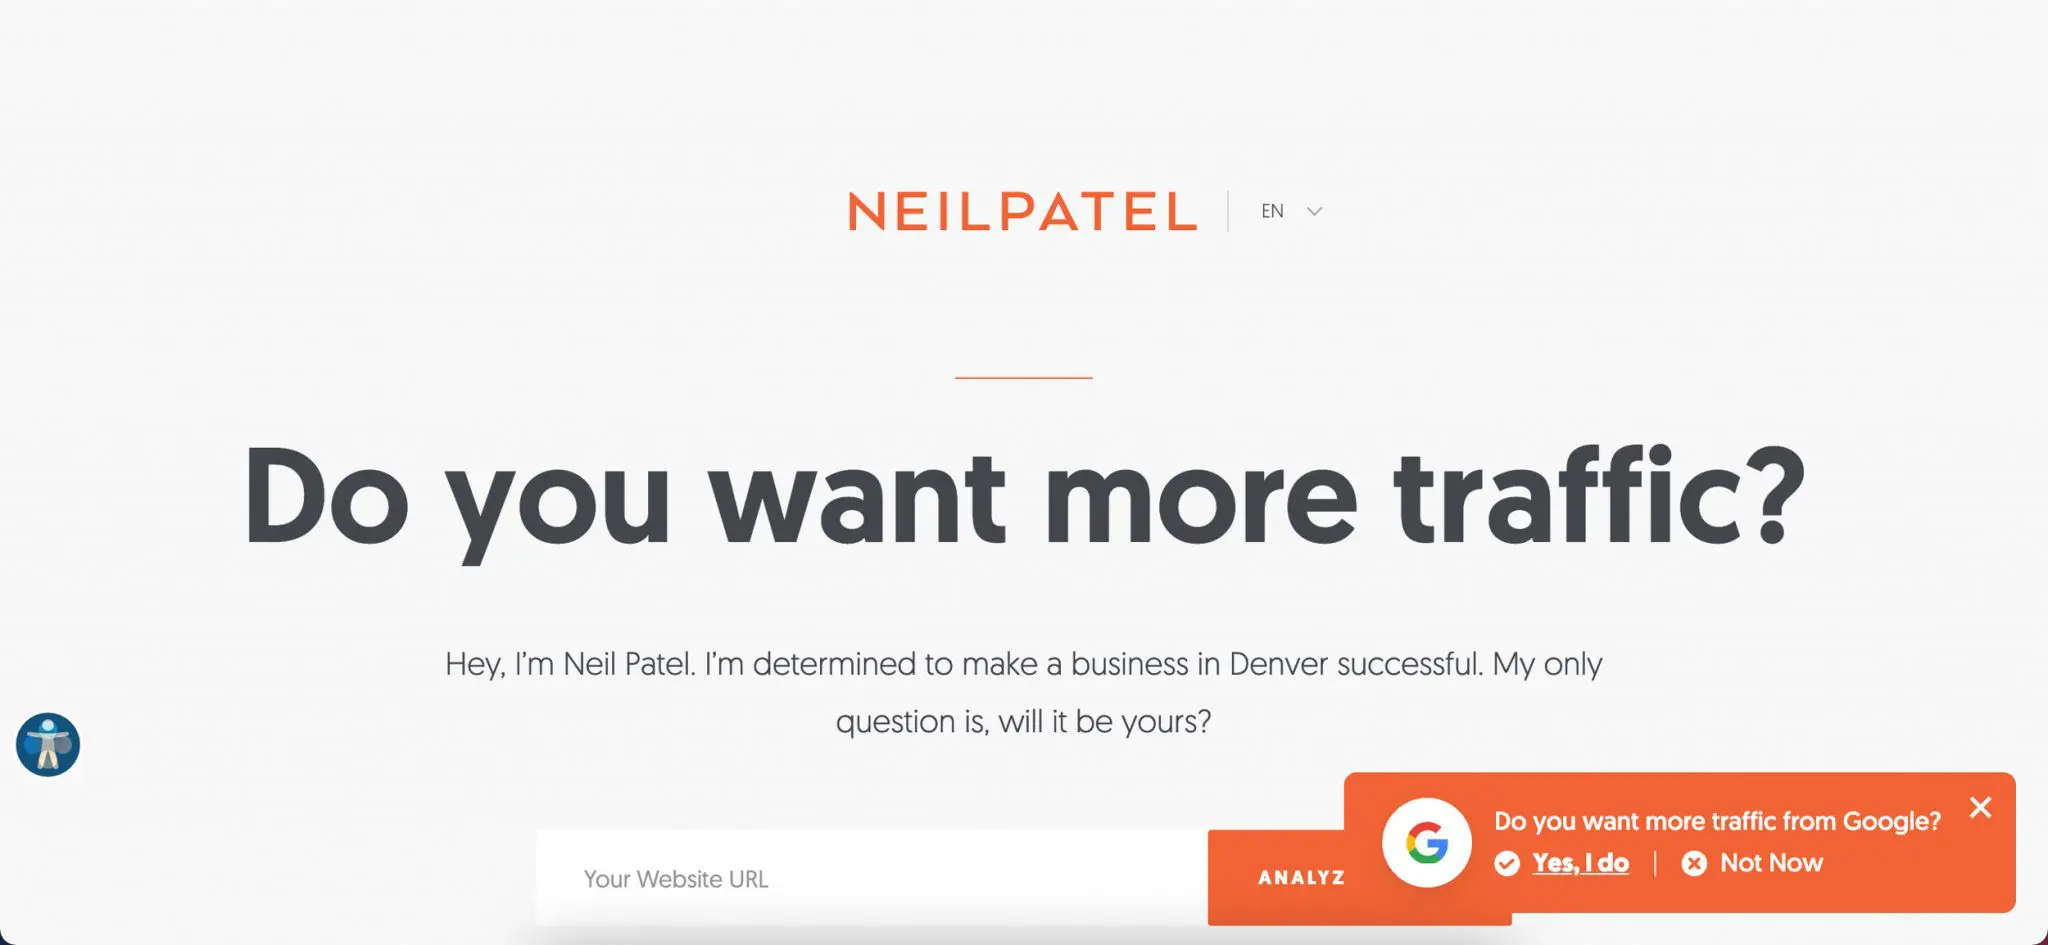 NEILPATEL
EN
Do you want more traffic?
Hey, I’m Neil Patel. I’m determined to make a business in Denver successful. My only
question is, will it be yours?
Your Website URL
ANALYZ
Do you want more traffic from Google?
Yes, I do | Not Now